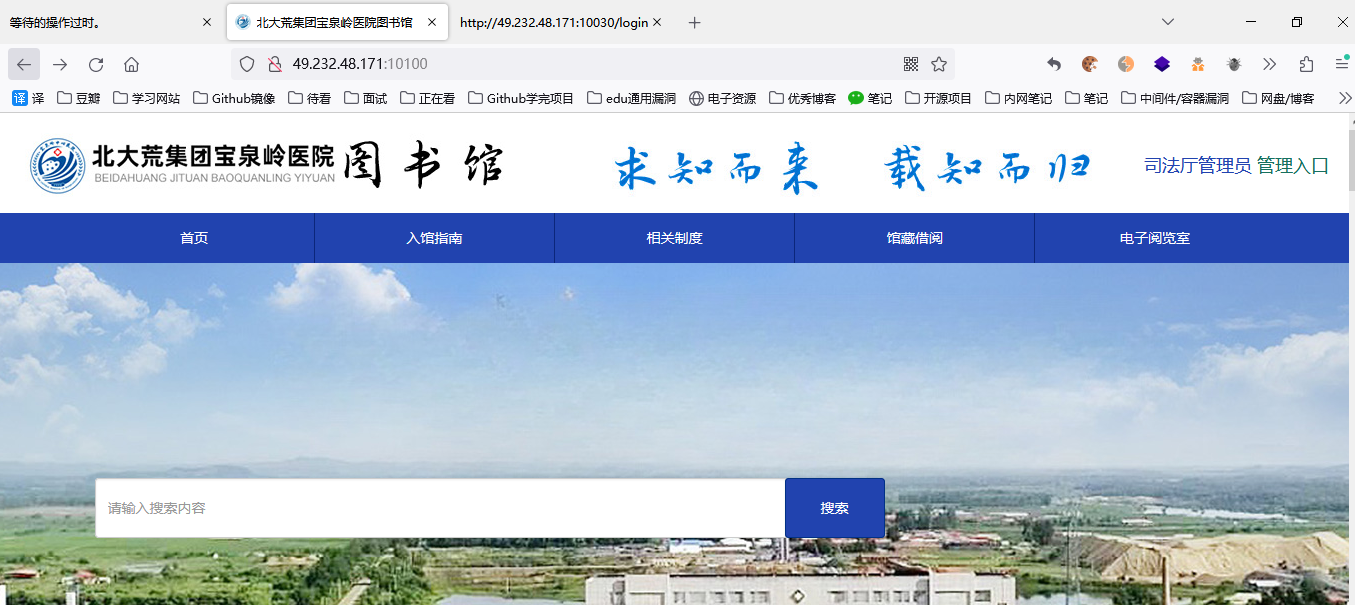 等待的操作过时。
北大荒集团宝泉岭医院图书馆
http://49.232.48.171:10030/login
49.232.48.171:10100
译 译 豆瓣 学习网站 Github镜像 待看 面试 正在看 Github学完项目 edu通用漏洞 电子资源 优秀博客 笔记 开源项目 内网笔记 笔记 中间件/容器漏洞 网盘/博客
北大荒集团宝泉岭医院 图书馆 求知而来 载知而归 司法厅管理员 管理入口
BEIDAHUANG JITUAN BAOQUANLING YIYUAN
首页 入馆指南 相关制度 馆藏借阅 电子阅览室
请输入搜索内容 搜索